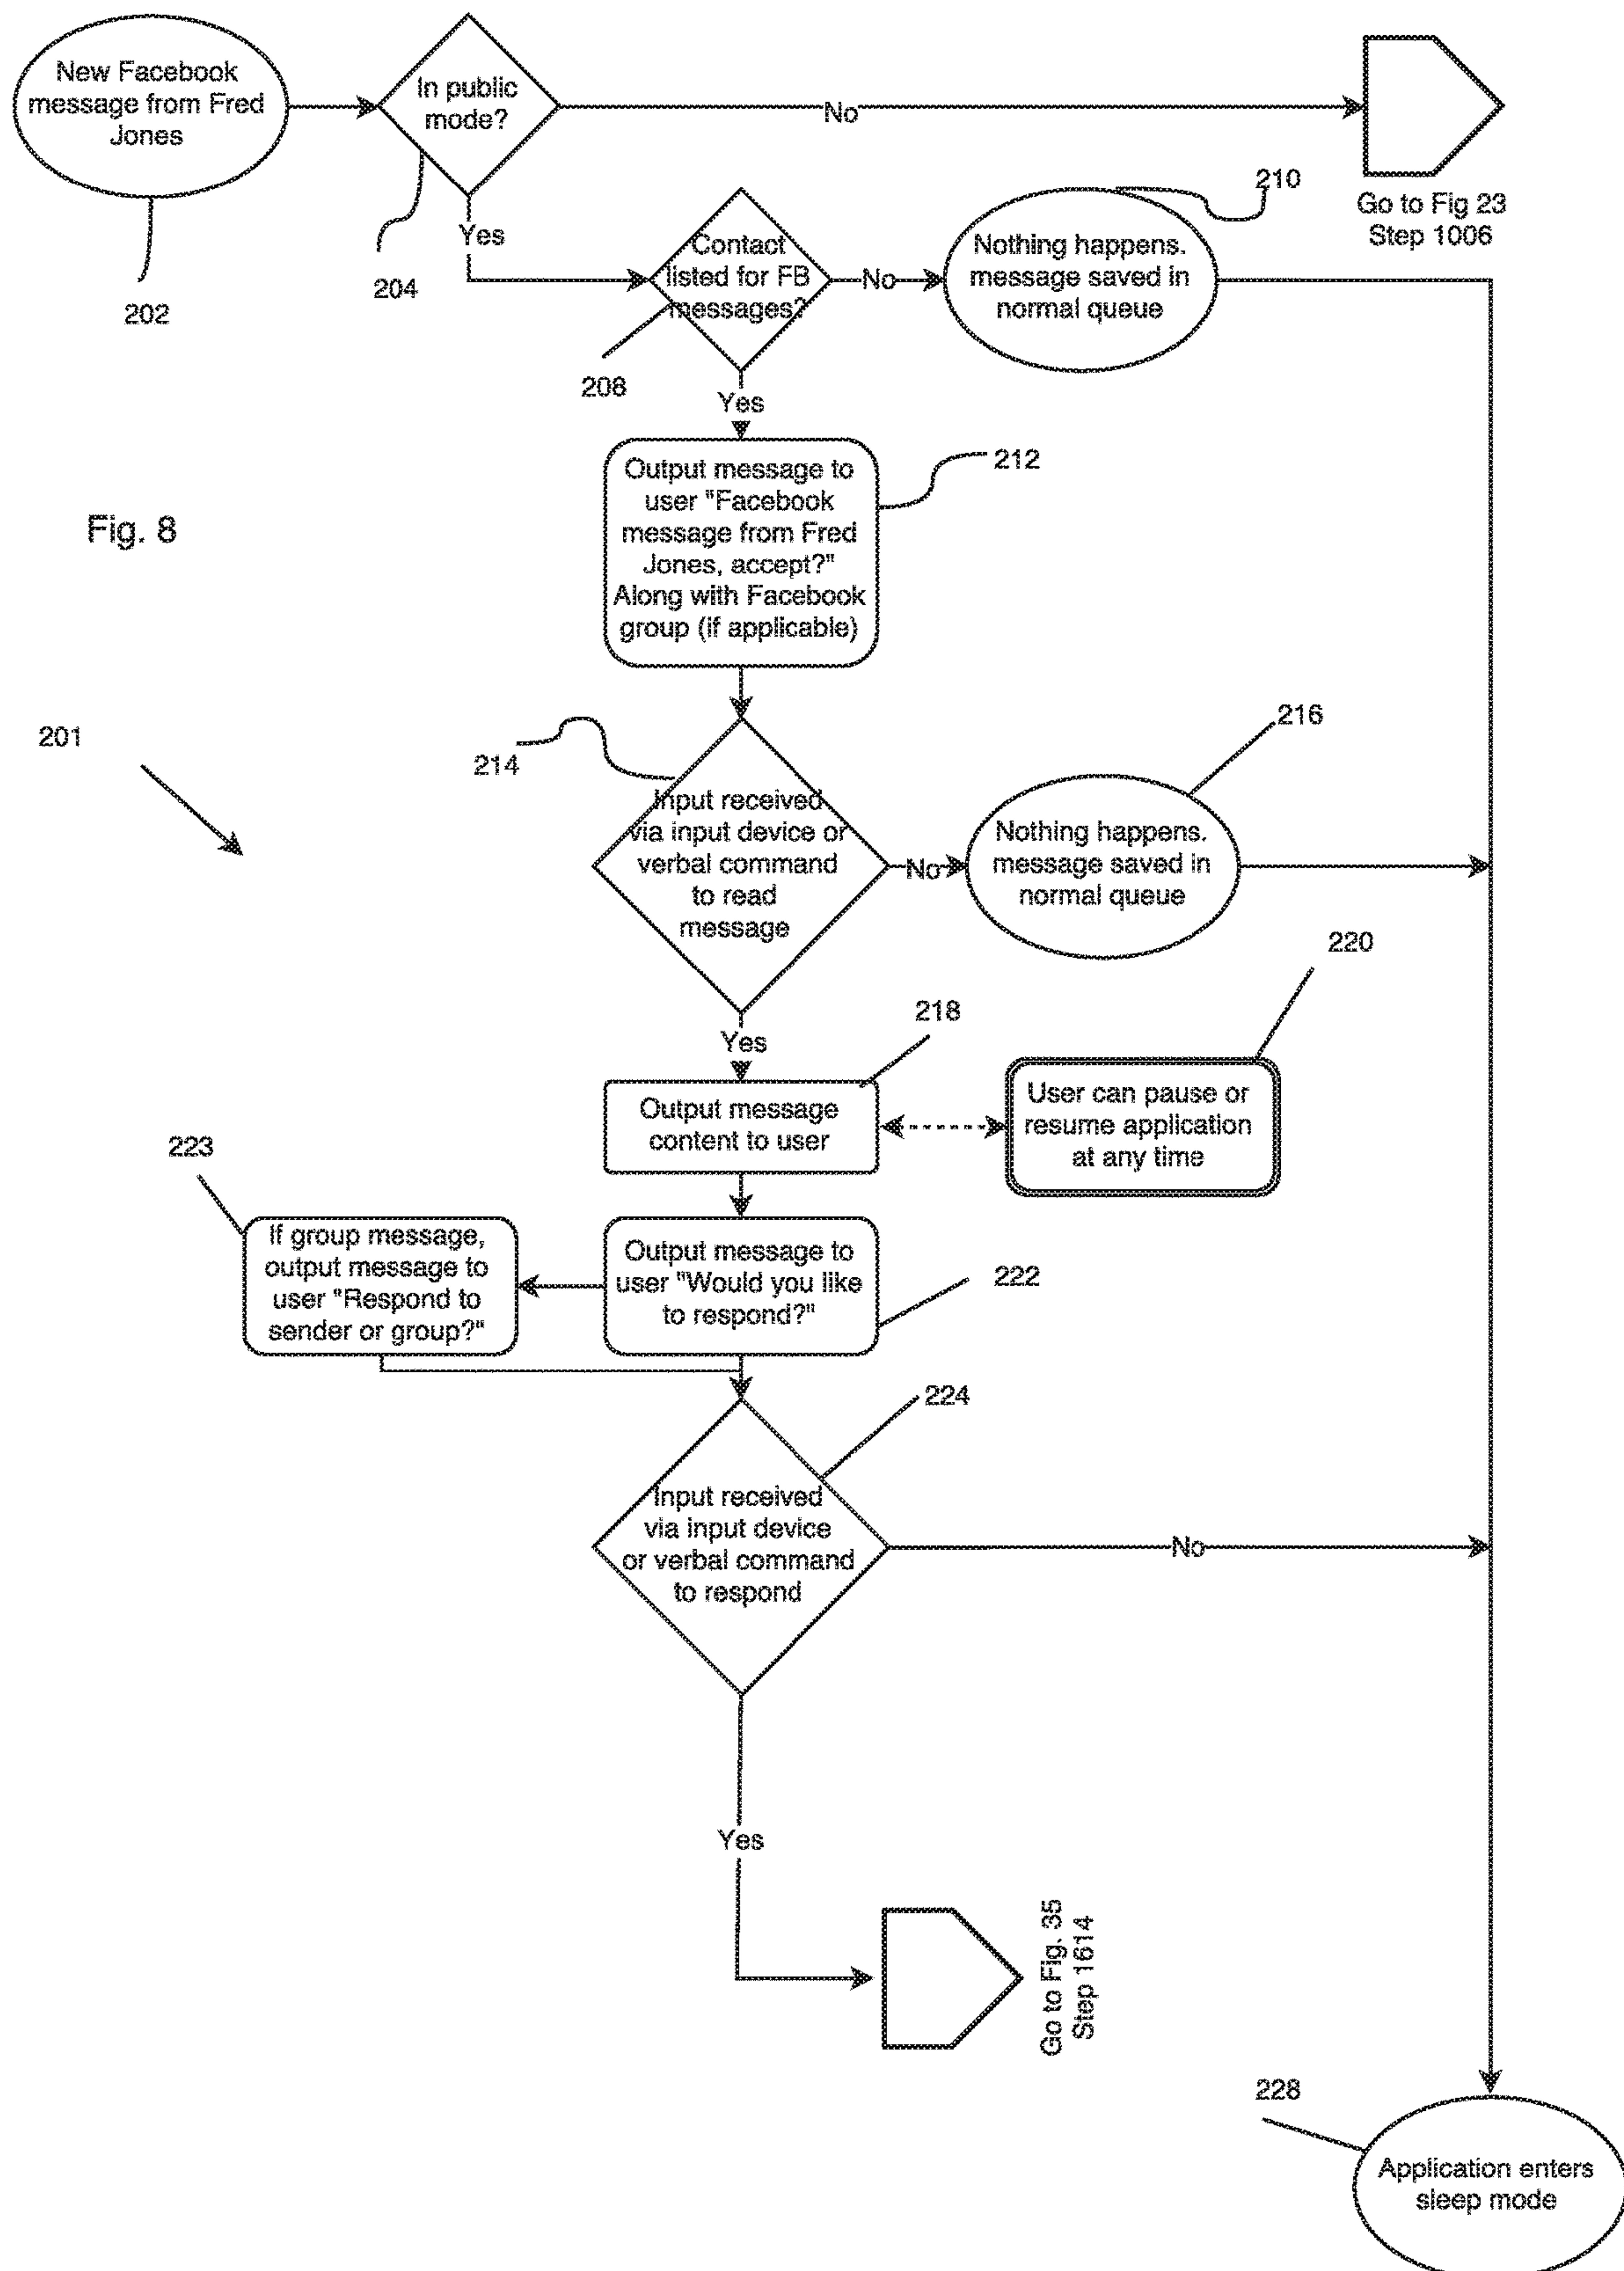 New Facebook
message from Fred
Jones
In public
mode?
No
Go to Fig 23
Step 1006
202
204
Yes
Contact
listed for FB
messages?
No
Nothing happens.
message saved in
normal queue
210
208
Yes
Output message to
user "Facebook
message from Fred
Jones, accept?"
Along with Facebook
group (if applicable)
212
Fig. 8
201
214
Input received
via input device or
verbal command
to read
message
No
Nothing happens.
message saved in
normal queue
216
Yes
218
220
Output message
content to user
User can pause or
resume application
at any time
223
If group message,
output message to
user "Respond to
sender or group?"
Output message to
user "Would you like
to respond?"
222
224
Input received
via input device
or verbal command
to respond
No
Yes
Go to Fig. 35
Step 1614
228
Application enters
sleep mode